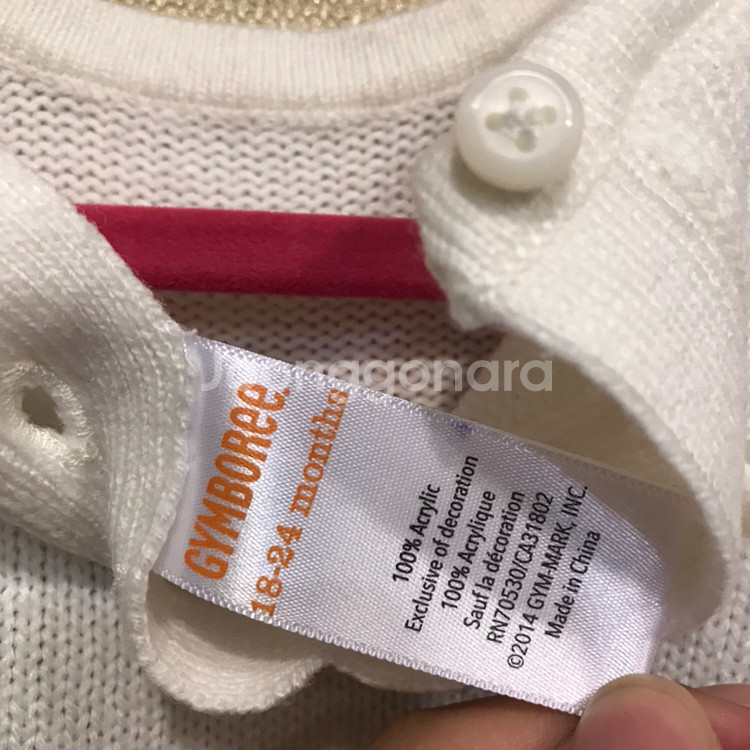 GYMBOREE
18-24 months
100% Acrylic
Exclusive of decoration
100% Acrylique
Sauf la décoration
RN70530/CA31802
©2014 GYM-MARK, INC.
Made in China